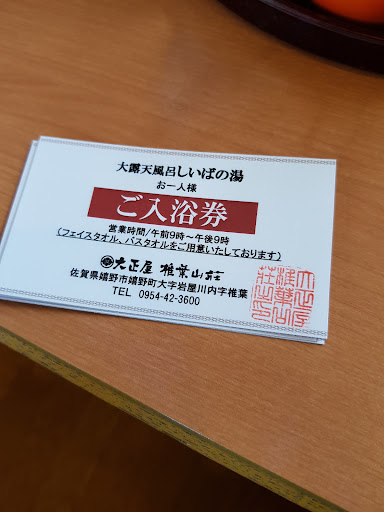 大露天風呂しいばの湯
お一人様
ご入浴券
営業時間/午前9時～午後9時
(フェイスタオル、バスタオルをご用意いたしております)
大正屋 椎葉山荘
佐賀県嬉野市嬉野町大字岩屋川内字椎葉
TEL 0954-42-3600